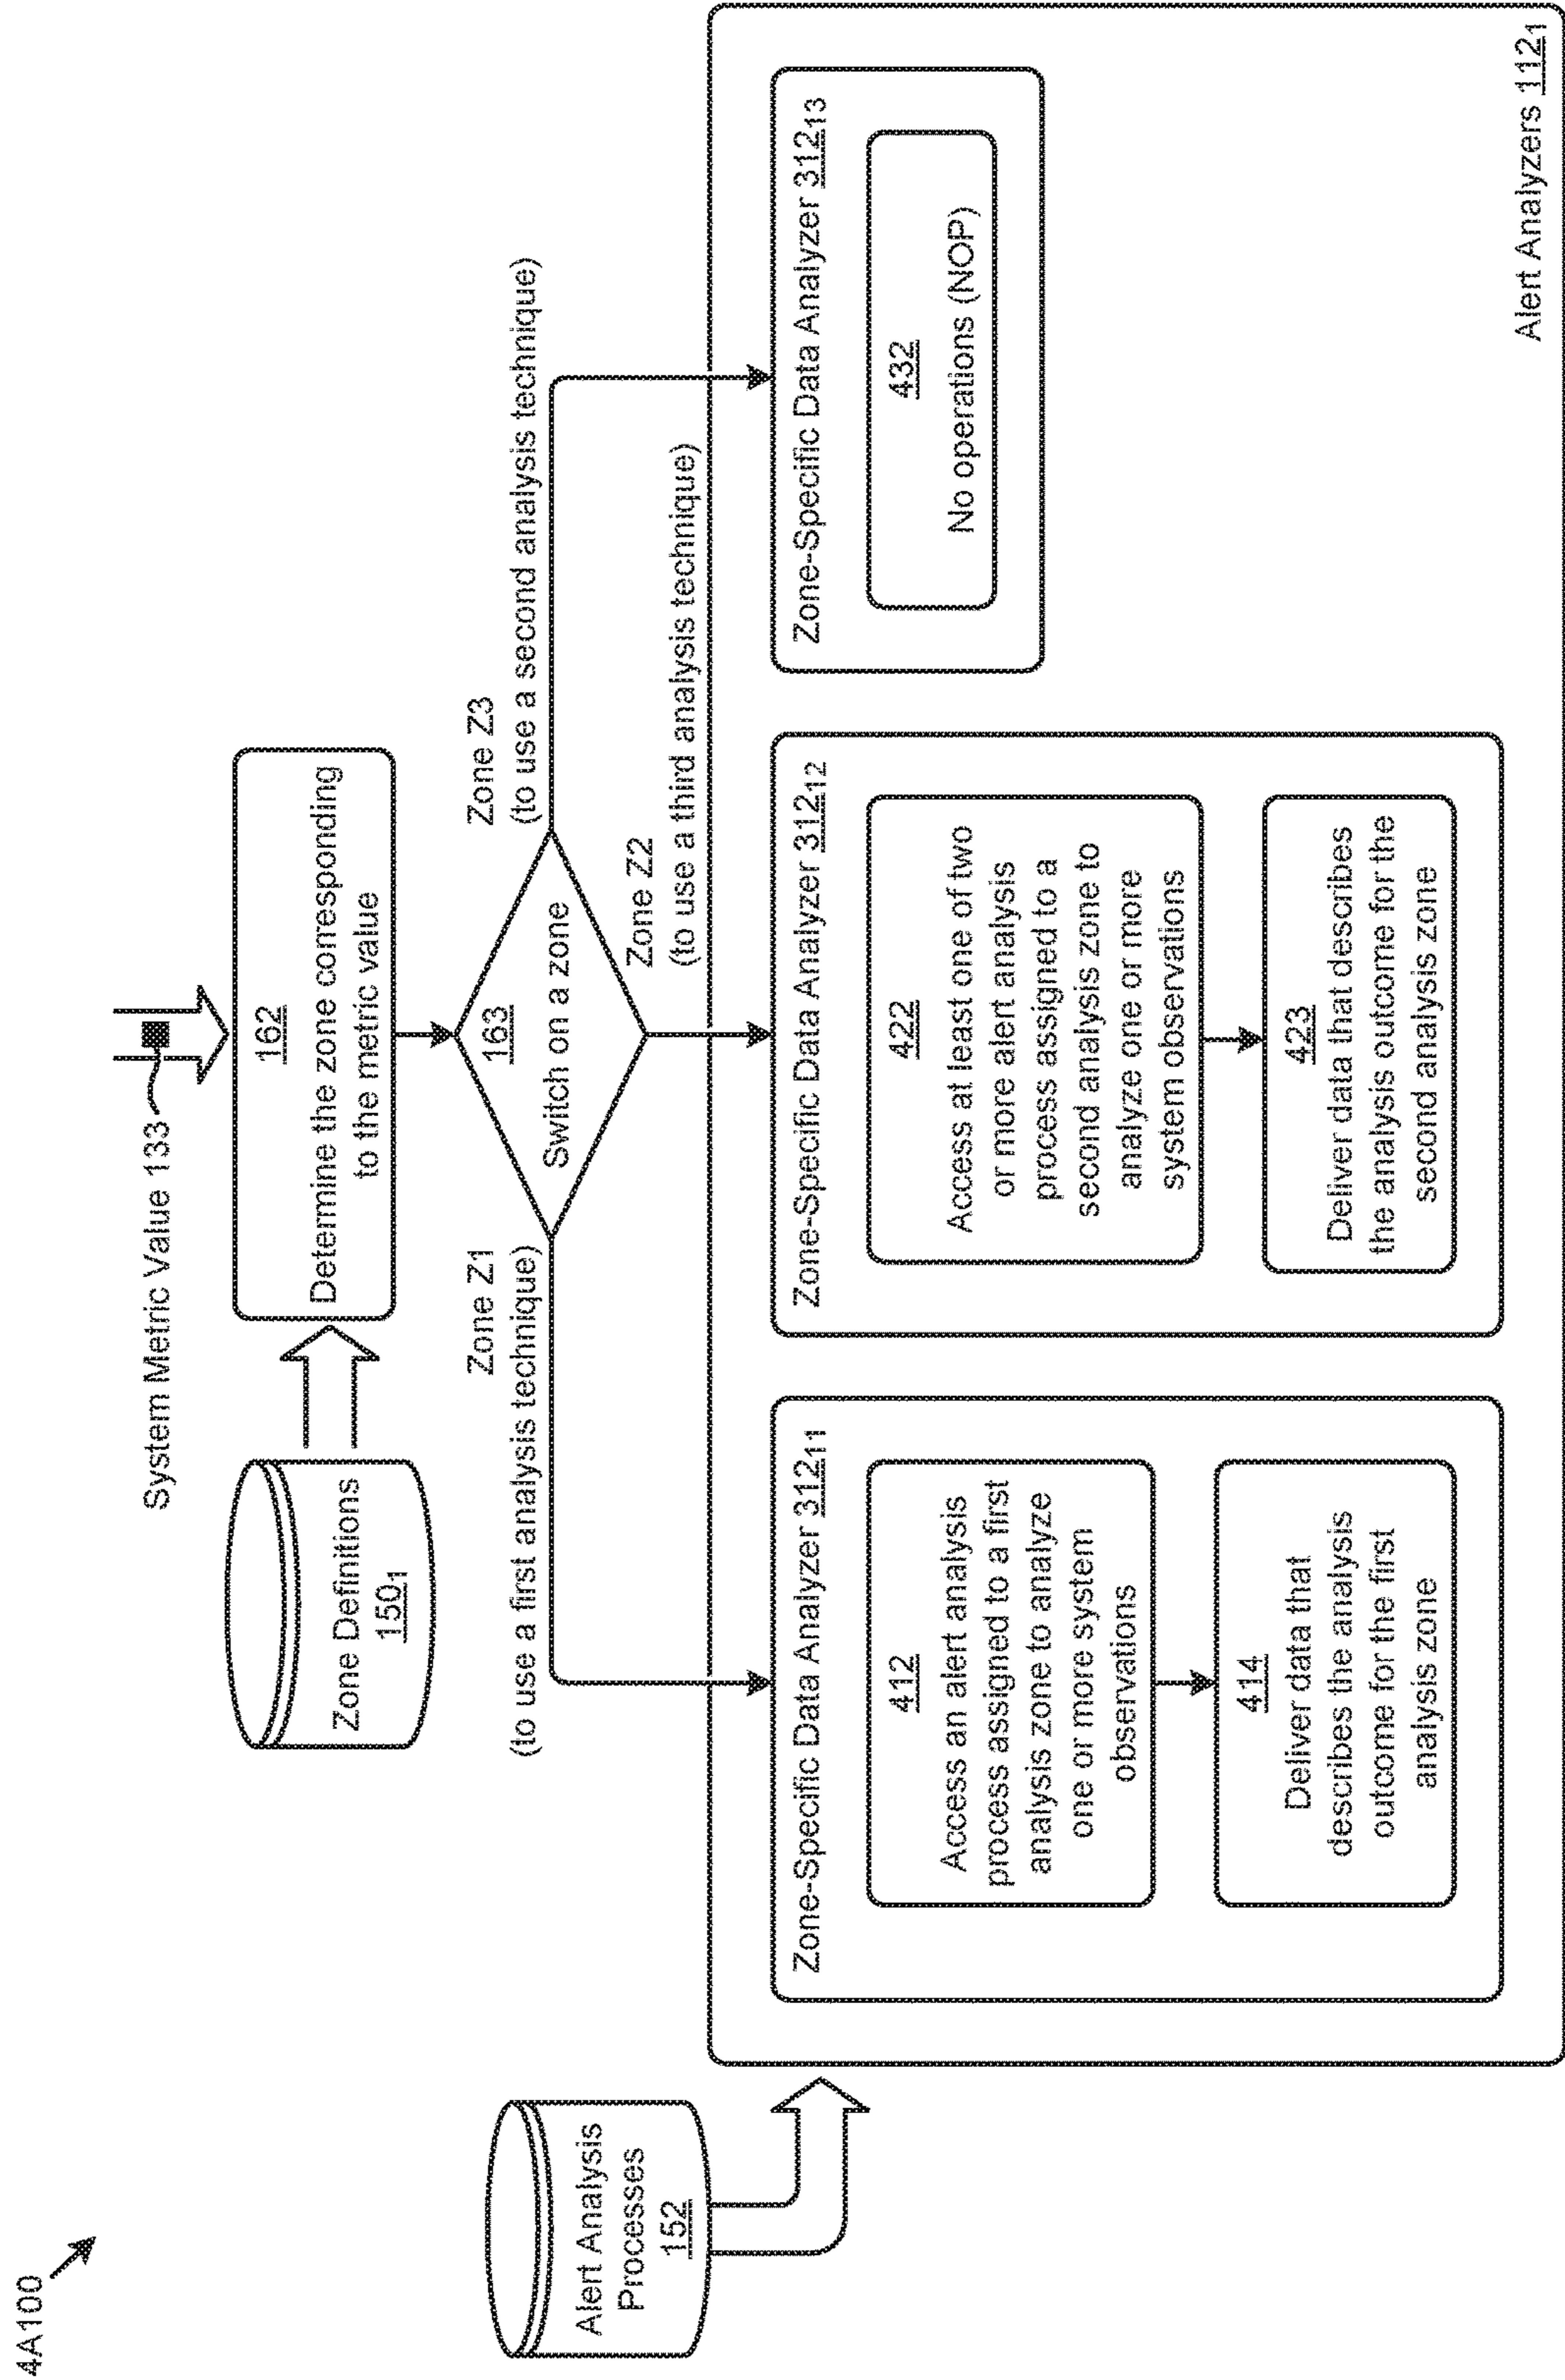 4A100
System Metric Value 133
Zone Definitions
150₁
162
Determine the zone corresponding
to the metric value
163
Switch on a zone
Zone Z1
(to use a first analysis technique)
Zone Z3
(to use a second analysis technique)
Zone Z2
(to use a third analysis technique)
Alert Analysis
Processes
152
Zone-Specific Data Analyzer 312₁₁
412
Access an alert analysis
process assigned to a first
analysis zone to analyze
one or more system
observations
414
Deliver data that
describes the analysis
outcome for the first
analysis zone
Zone-Specific Data Analyzer 312₁₂
422
Access at least one of two
or more alert analysis
process assigned to a
second analysis zone to
analyze one or more
system observations
423
Deliver data that describes
the analysis outcome for the
second analysis zone
Zone-Specific Data Analyzer 312₁₃
432
No operations (NOP)
Alert Analyzers 112₁